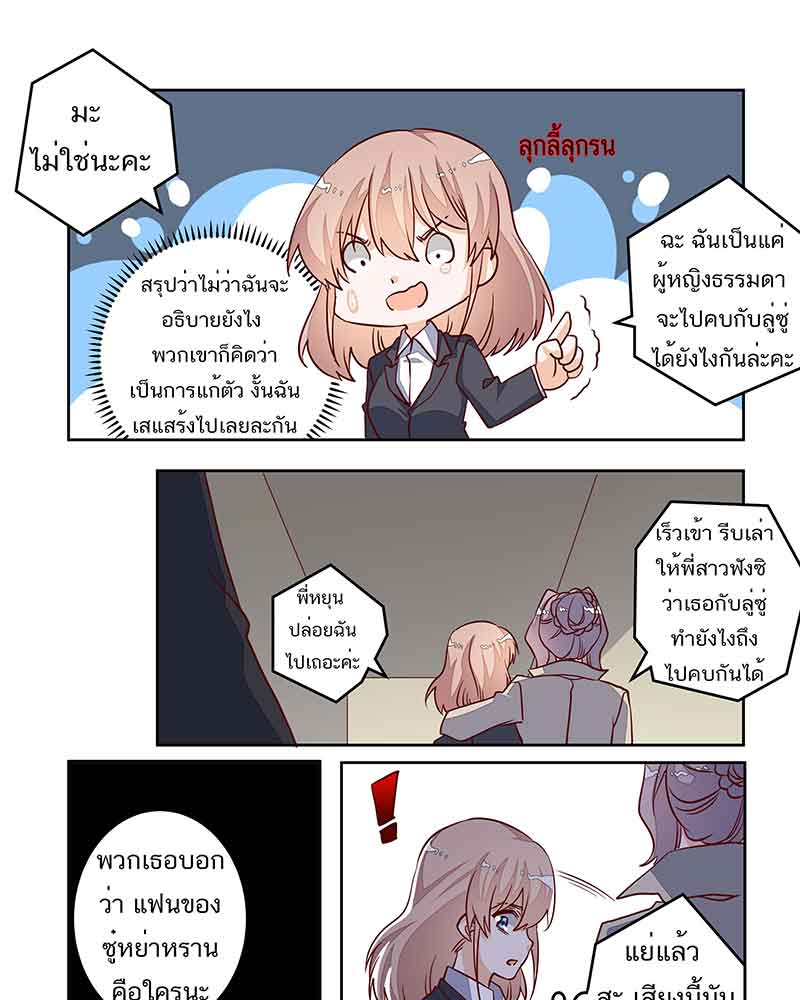 มะ
ไม่ใช่นะคะ
ลุกลี้ลุกรน
สรุปว่าไม่ว่าฉันจะ
อธิบายยังไง
พวกเขาก็คิดว่า
เป็นการแก้ตัว งั้นฉัน
เสแสร้งไปเลยละกัน
ฉะ ฉันเป็นแค่
ผู้หญิงธรรมดา
จะไปคบกับลู่ซู่
ได้ยังไงกันล่ะคะ
เร็วเข้า รีบเล่า
ให้พี่สาวฟังซิ
ว่าเธอกับลู่ซู่
ทำยังไงถึง
ไปคบกันได้
พี่หยุน
ปล่อยฉัน
ไปเถอะค่ะ
พวกเธอบอก
ว่า แฟนของ
ซู่หย่าหราน
คือใครนะ
!
แย่แล้ว
สะ เสียงนี้มัน